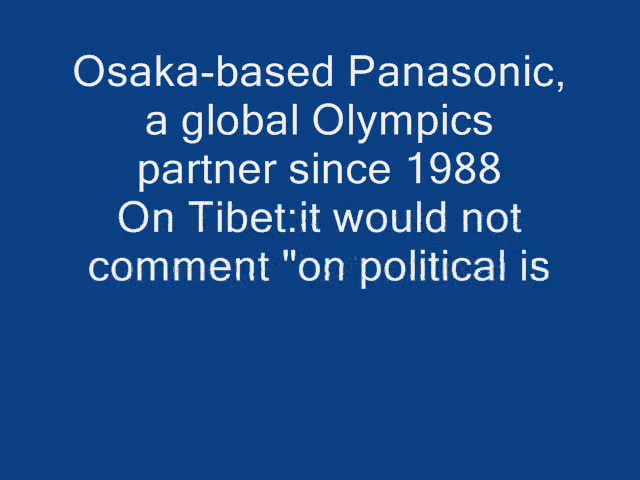 Osaka-based Panasonic,
a global Olympics
partner since 1988
On Tibet:it would not
comment "on political is